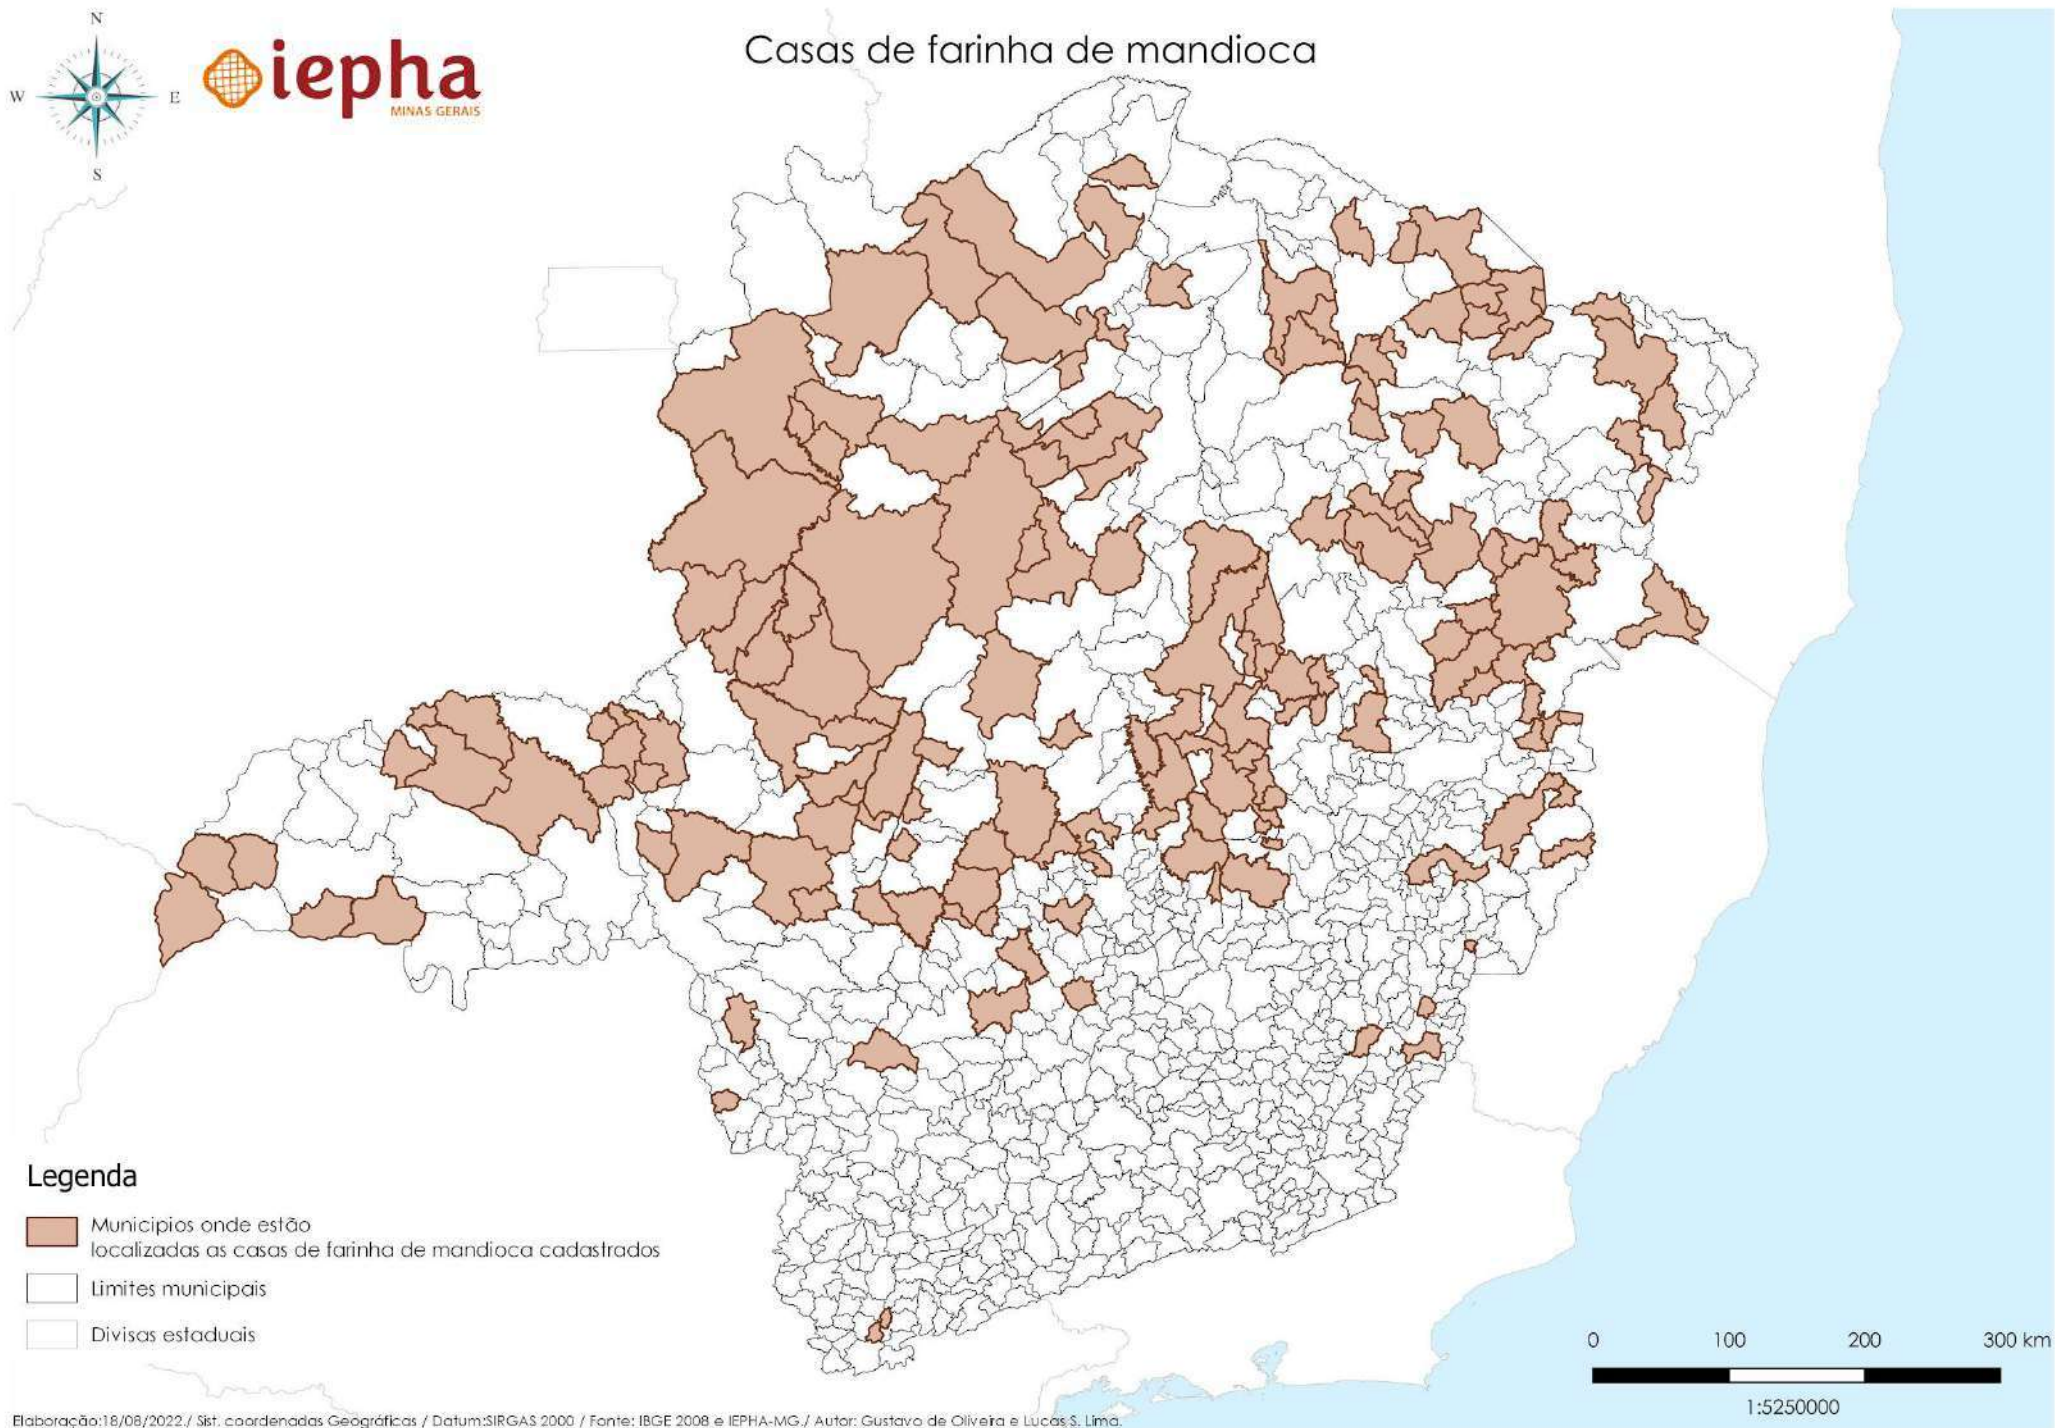 N
W
E
S
iepha
MINAS GERAIS
Casas de farinha de mandioca
Legenda
Municipios onde estão
localizadas as casas de farinha de mandioca cadastrados
Limites municipais
Divisas estaduais
0 100 200 300 km
1:5250000
Elaboração:18/08/2022./ Sist. coordenadas Geográficas / Datum:SIRGAS 2000 / Fonte: IBGE 2008 e IEPHA-MG./ Autor: Gustavo de Oliveira e Lucas S. Lima.